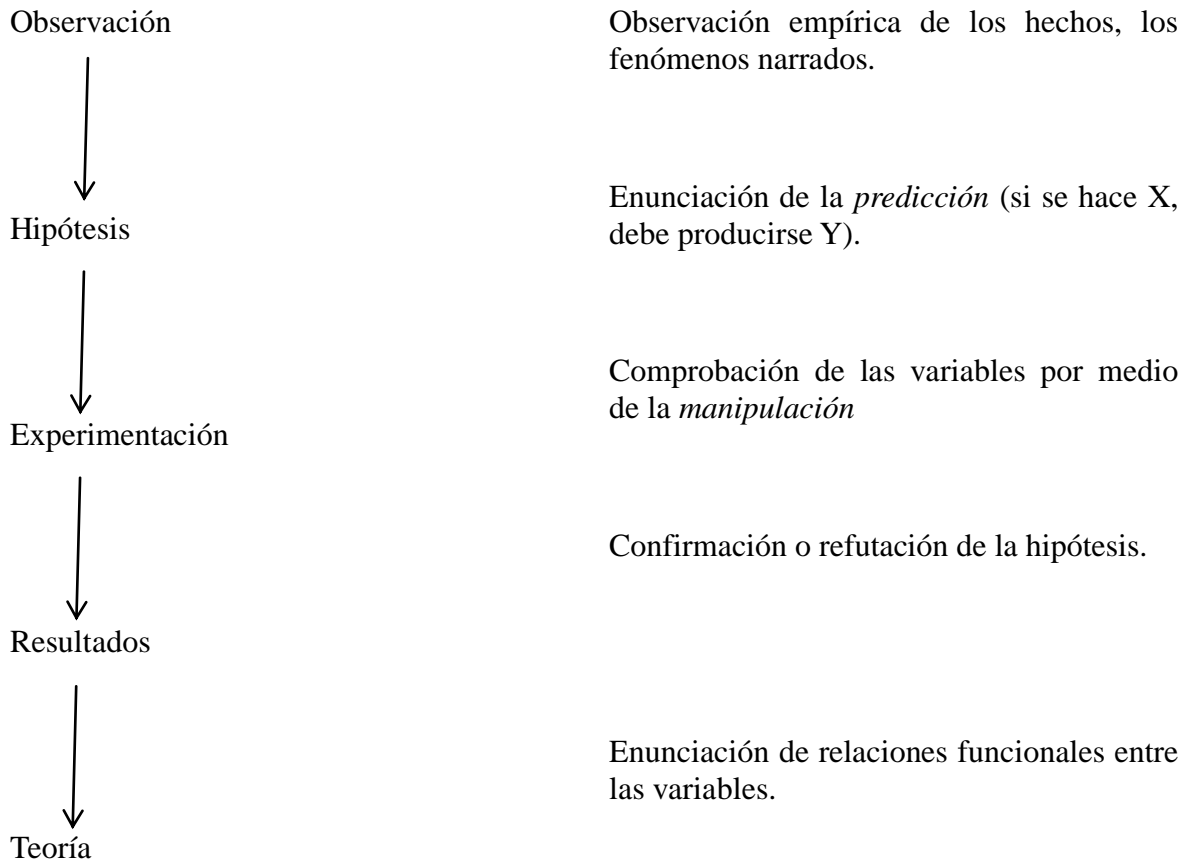 Observación
Observación empírica de los hechos, los
fenómenos narrados.
Enunciación de la predicción (si se hace X,
debe producirse Y).
Hipótesis
Comprobación de las variables por medio
de la manipulación
Experimentación
Confirmación o refutación de la hipótesis.
Resultados
Enunciación de relaciones funcionales entre
las variables.
Teoría